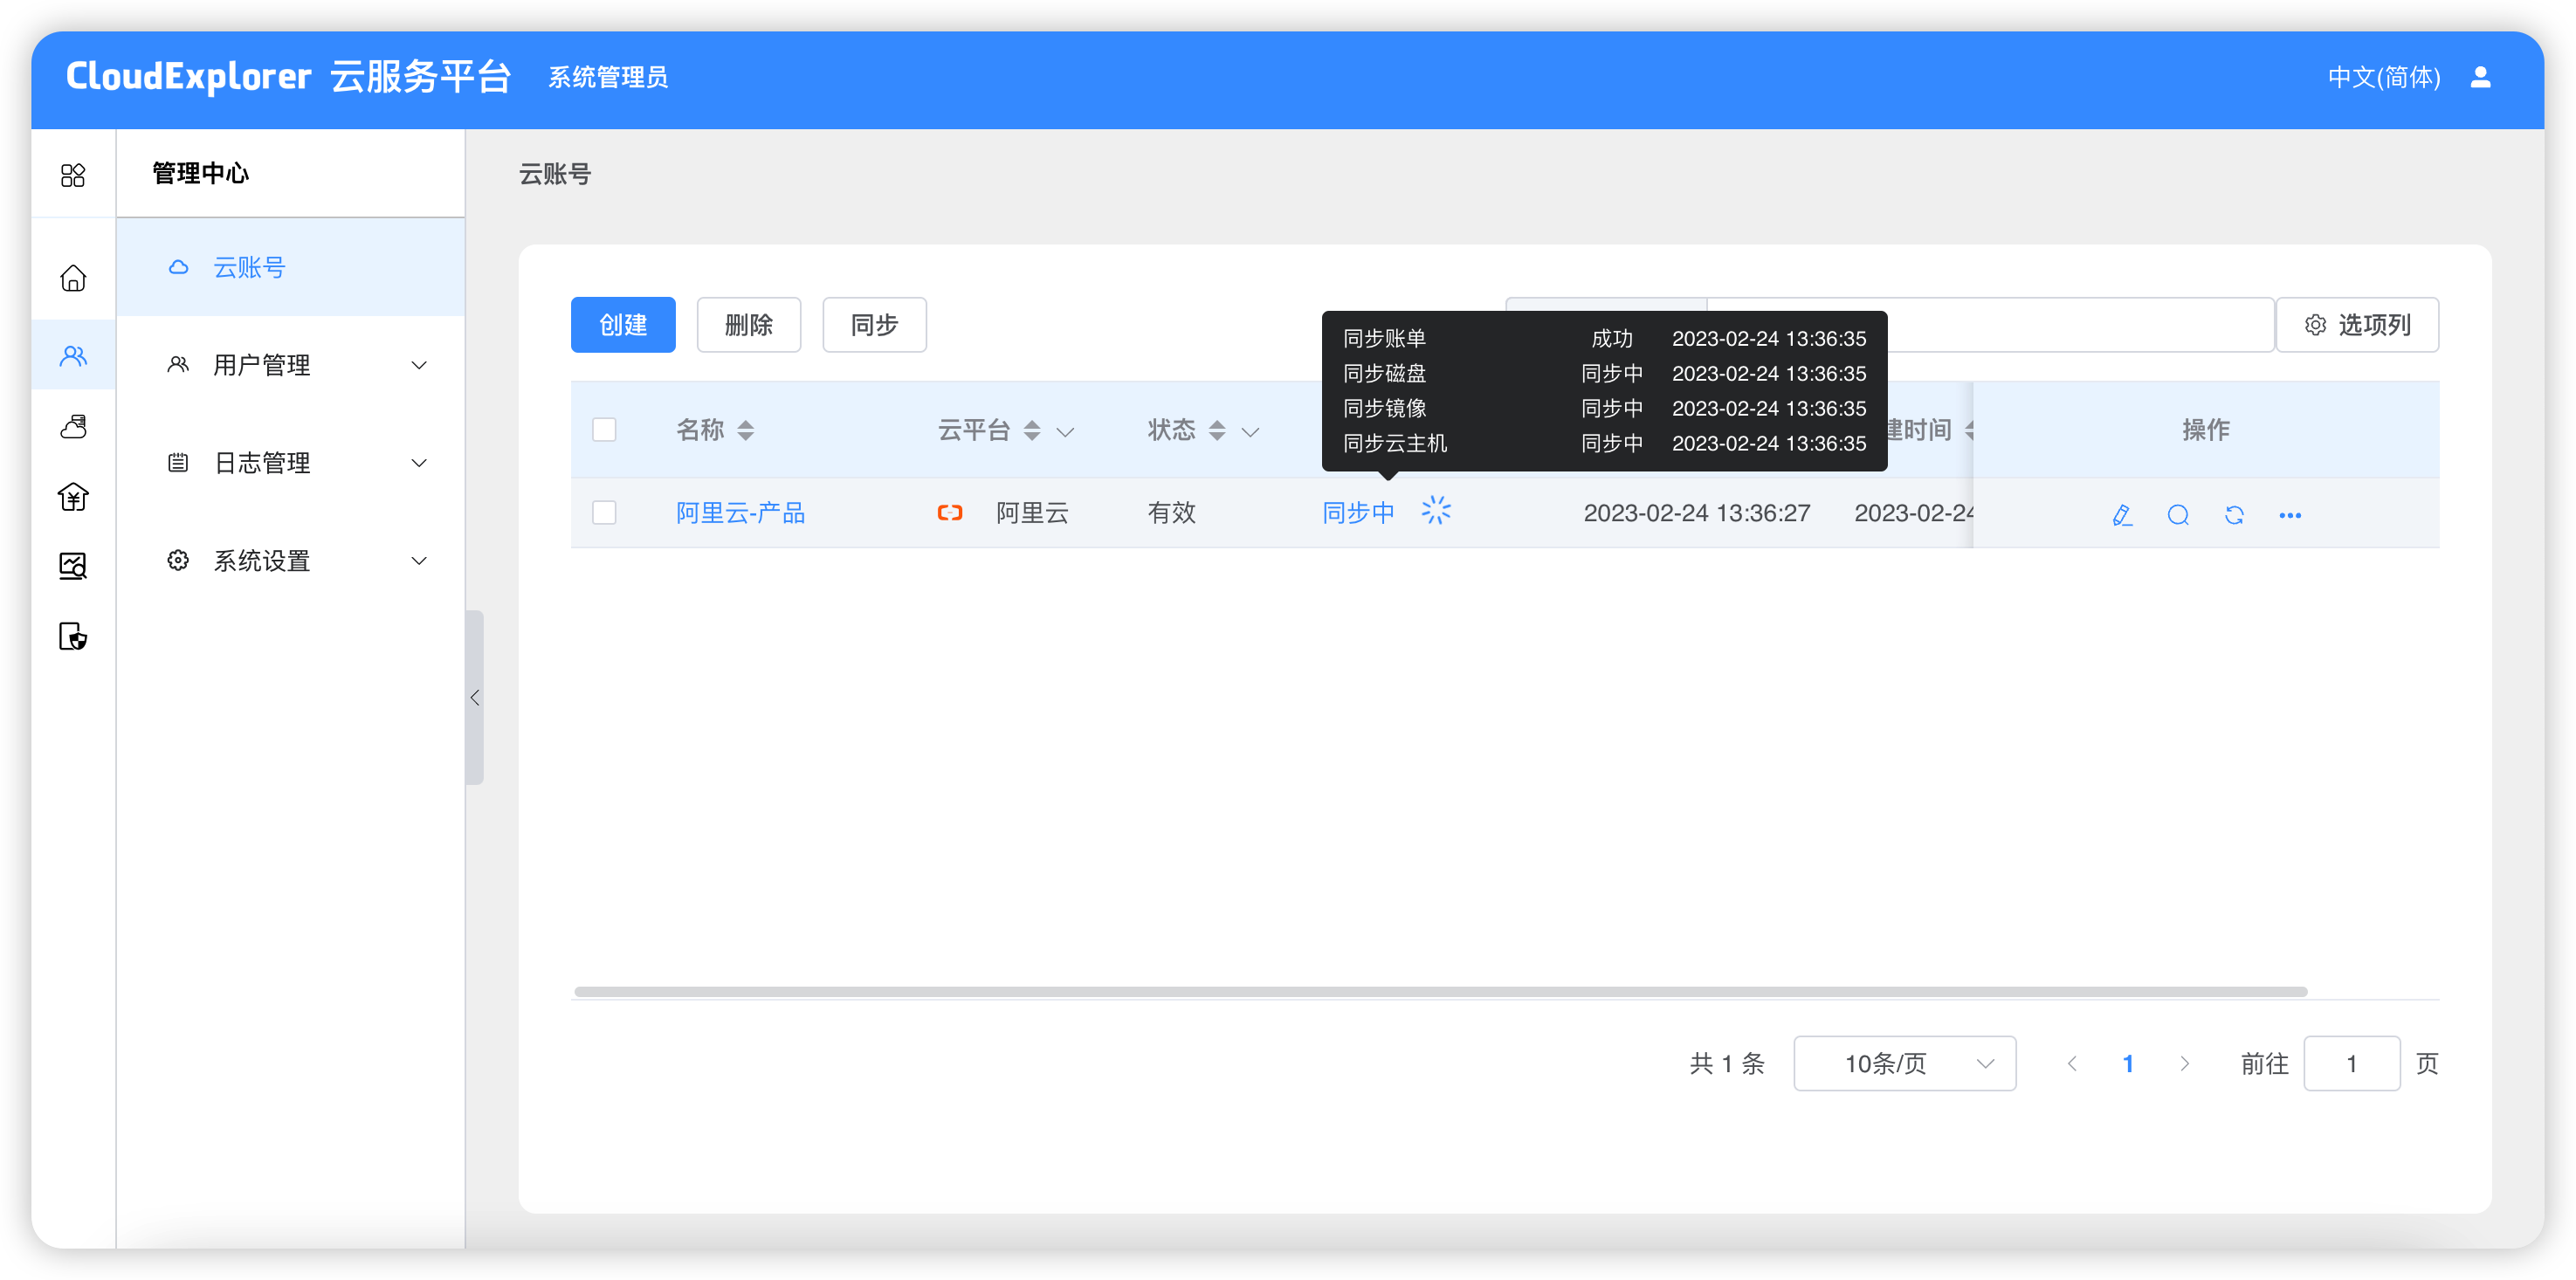 CloudExplorer 云服务平台 系统管理员 中文(简体)
管理中心
云账号
用户管理
日志管理
系统设置
云账号
创建 删除 同步 选项列
同步账单 成功 2023-02-24 13:36:35
同步磁盘 同步中 2023-02-24 13:36:35
同步镜像 同步中 2023-02-24 13:36:35
同步云主机 同步中 2023-02-24 13:36:35
名称 云平台 状态 建时间 操作
阿里云-产品 阿里云 有效 同步中 2023-02-24 13:36:27 2023-02-24
共 1 条 10条/页 1 前往 1 页